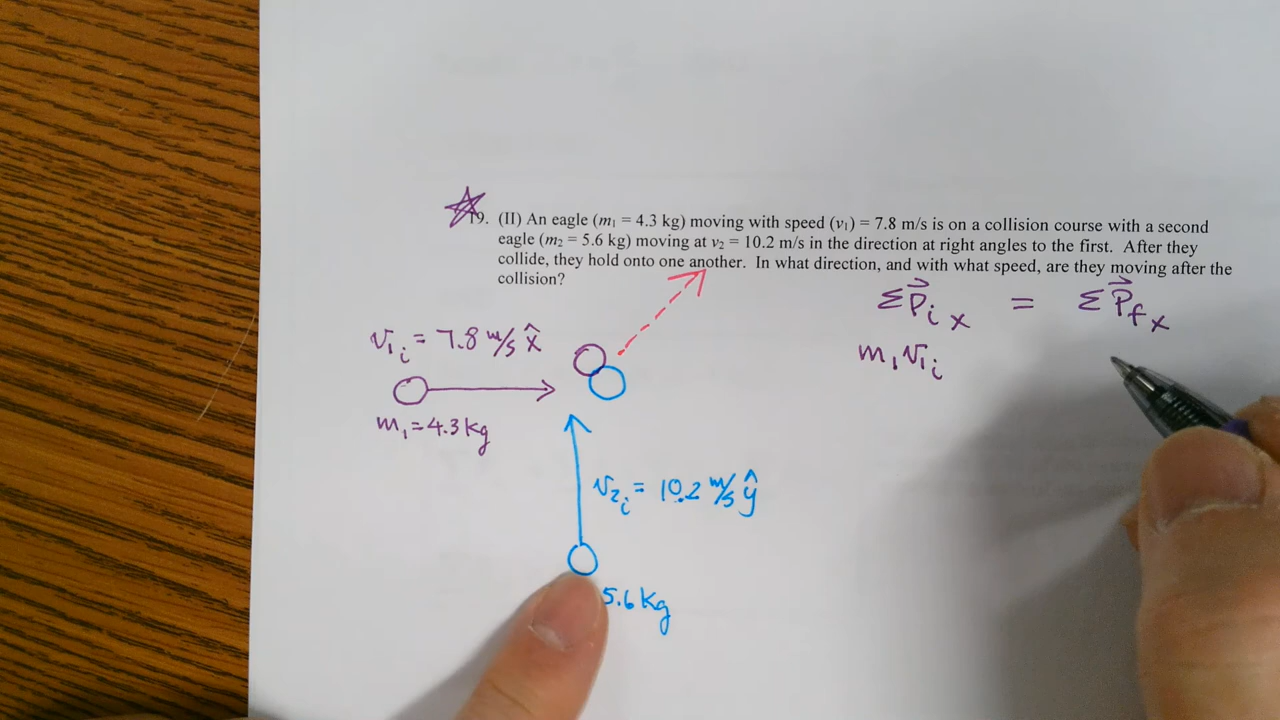 19. (II) An eagle (m₁ = 4.3 kg) moving with speed (v₁) = 7.8 m/s is on a collision course with a second
eagle (m₂ = 5.6 kg) moving at v₂ = 10.2 m/s in the direction at right angles to the first. After they
collide, they hold onto one another. In what direction, and with what speed, are they moving after the
collision?
Σp⃗ᵢₓ = Σp⃗fₓ
v₁ᵢ = 7.8 m/s x̂
m₁v₁ᵢ
m₁=4.3 kg
v₂ᵢ = 10.2 m/s ŷ
5.6 kg